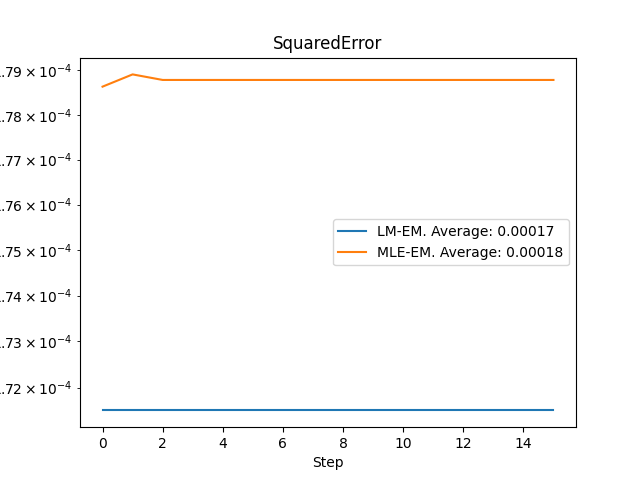 SquaredError
.79 × 10⁻⁴
.78 × 10⁻⁴
.77 × 10⁻⁴
.76 × 10⁻⁴
.75 × 10⁻⁴
.74 × 10⁻⁴
.73 × 10⁻⁴
.72 × 10⁻⁴
LM-EM. Average: 0.00017
MLE-EM. Average: 0.00018
0 2 4 6 8 10 12 14
Step